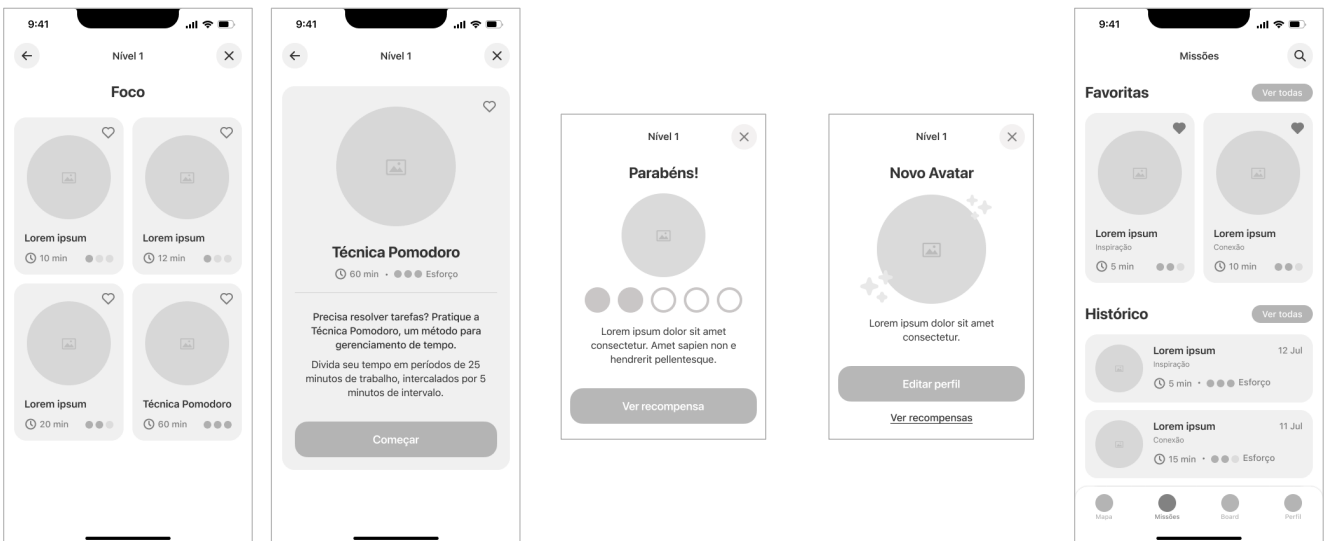 9:41
Nível 1
Foco
Lorem ipsum
10 min
Lorem ipsum
12 min
Lorem ipsum
20 min
Técnica Pomodoro
60 min
9:41
Nível 1
Técnica Pomodoro
60 min • Esforço
Precisa resolver tarefas? Pratique a
Técnica Pomodoro, um método para
gerenciamento de tempo.
Divida seu tempo em períodos de 25
minutos de trabalho, intercalados por 5
minutos de intervalo.
Começar
Nível 1
Parabéns!
Lorem ipsum dolor sit amet
consectetur. Amet sapien non e
hendrerit pellentesque.
Ver recompensa
Nível 1
Novo Avatar
Lorem ipsum dolor sit amet
consectetur.
Editar perfil
Ver recompensas
9:41
Missões
Favoritas
Ver todas
Lorem ipsum
Inspiração
5 min
Lorem ipsum
Conexão
10 min
Histórico
Ver todas
Lorem ipsum
12 Jul
Inspiração
5 min • Esforço
Lorem ipsum
11 Jul
Conexão
15 min • Esforço
Mapa
Missões
Board
Perfil